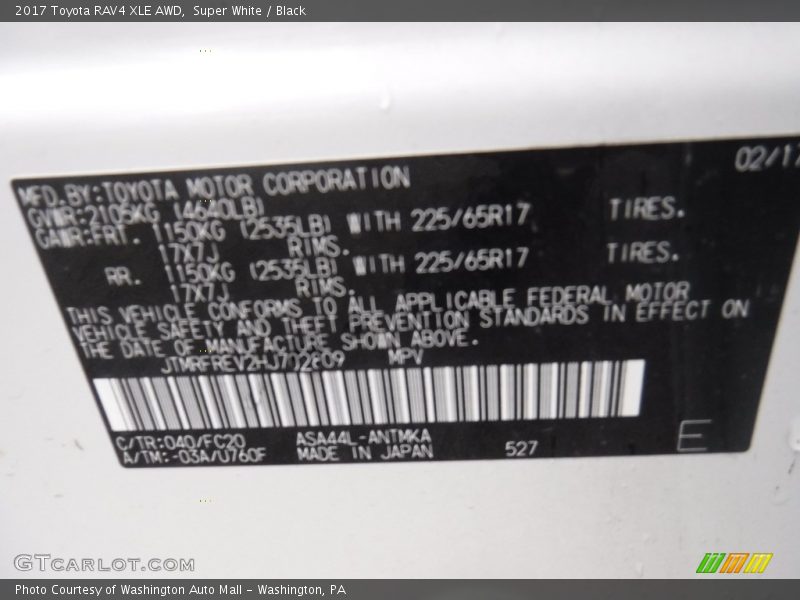 2017 Toyota RAV4 XLE AWD, Super White / Black
02/17
MFD.BY:TOYOTA MOTOR CORPORATION
GVWR:2105KG (4640LB)
GAWR:FRT. 1150KG (2535LB) WITH 225/65R17 TIRES.
17X7J RIMS.
RR. 1150KG (2535LB) WITH 225/65R17 TIRES.
17X7J RIMS.
THIS VEHICLE CONFORMS TO ALL APPLICABLE FEDERAL MOTOR
VEHICLE SAFETY AND THEFT PREVENTION STANDARDS IN EFFECT ON
THE DATE OF MANUFACTURE SHOWN ABOVE.
MPV
C/TR:040/FC20 ASA44L-ANTMKA
A/TM:-03A/U760F MADE IN JAPAN 527 E
GTCARLOT.COM
Photo Courtesy of Washington Auto Mall - Washington, PA